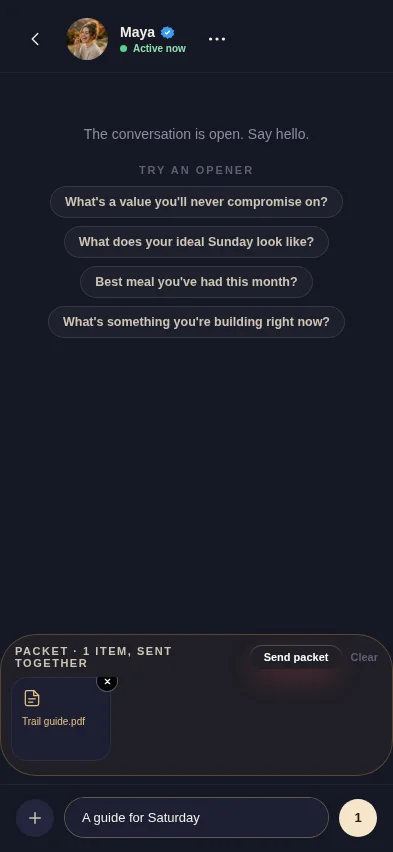 Maya
Active now
The conversation is open. Say hello.
TRY AN OPENER
What's a value you'll never compromise on?
What does your ideal Sunday look like?
Best meal you've had this month?
What's something you're building right now?
PACKET · 1 ITEM, SENT
TOGETHER
Send packet
Clear
Trail guide.pdf
A guide for Saturday
1